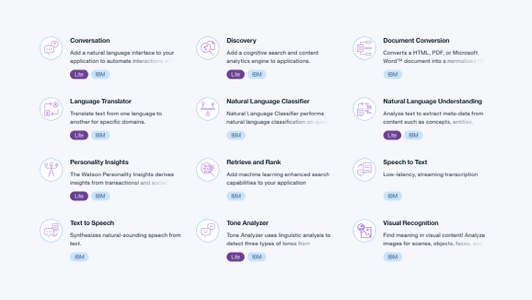 Conversation
Add a natural language interface to your
application to automate interactions
Lite IBM
Discovery
Add a cognitive search and content
analytics engine to applications.
Lite IBM
Document Conversion
Converts a HTML, PDF, or Microsoft
Word™ document into a normalized
IBM
Language Translator
Translate text from one language to
another for specific domains.
Lite IBM
Natural Language Classifier
Natural Language Classifier performs
natural language classification on
IBM
Natural Language Understanding
Analyze text to extract meta-data from
content such as concepts, entities,
Lite IBM
Personality Insights
The Watson Personality Insights derives
insights from transactional and social
Lite IBM
Retrieve and Rank
Add machine learning enhanced search
capabilities to your application
IBM
Speech to Text
Low-latency, streaming transcription
IBM
Text to Speech
Synthesizes natural-sounding speech from
text.
IBM
Tone Analyzer
Tone Analyzer uses linguistic analysis to
detect three types of tones from
Lite IBM
Visual Recognition
Find meaning in visual content! Analyze
images for scenes, objects, faces,
IBM